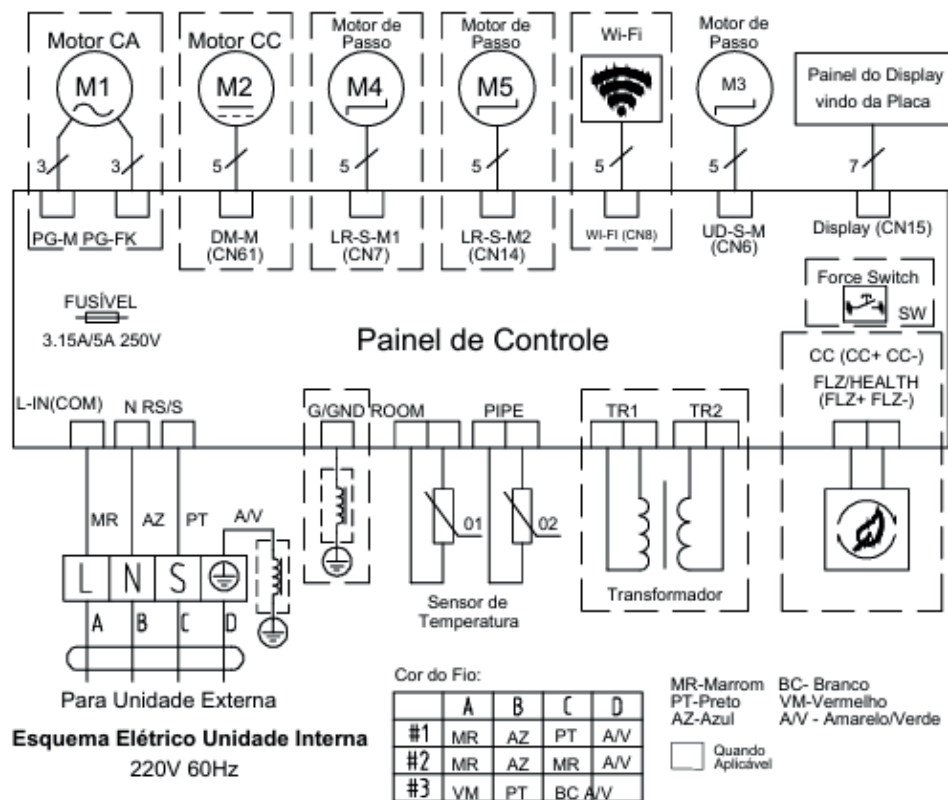 Motor CA
Motor CC
Motor de
Passo
Motor de
Passo
Wi-Fi
Motor de
Passo
M1
M2
M4
M5
M3
Painel do Display
vindo da Placa
3
3
5
5
5
5
5
7
PG-M PG-FK
DM-M
(CN61)
LR-S-M1
(CN7)
LR-S-M2
(CN14)
WI-FI (CN8)
UD-S-M
(CN6)
Display (CN15)
FUSÍVEL
3.15A/5A 250V
Painel de Controle
Force Switch
SW
CC (CC+ CC-)
FLZ/HEALTH
(FLZ+ FLZ-)
L-IN(COM)
N RS/S
G/GND
ROOM
PIPE
TR1
TR2
MR
AZ
PT
A/V
01
02
L
N
S
A
B
C
D
Sensor de
Temperatura
Transformador
Para Unidade Externa
Esquema Elétrico Unidade Interna
220V 60Hz
Cor do Fio:
A B C D
#1 MR AZ PT A/V
#2 MR AZ MR A/V
#3 VM PT BC A/V
MR-Marrom BC- Branco
PT-Preto VM-Vermelho
AZ-Azul A/V - Amarelo/Verde
Quando
Aplicável